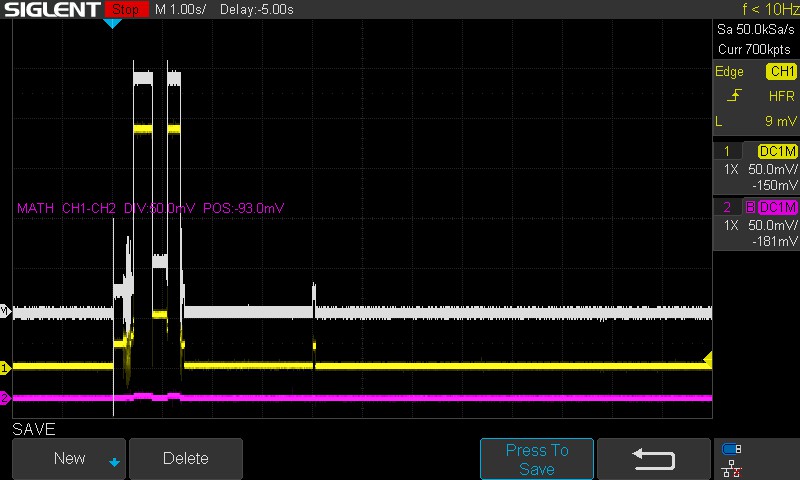 SIGLENT Stop M 1.00s/ Delay:-5.00s f < 10Hz
Sa 50.0kSa/s
Curr 700kpts
Edge CH1
HFR
L 9 mV
1 DC1M
1X 50.0mV/
-150mV
2 B DC1M
1X 50.0mV/
-181mV
MATH CH1-CH2 DIV:50.0mV POS:-93.0mV
M
1
2
SAVE
New Delete Press To
Save